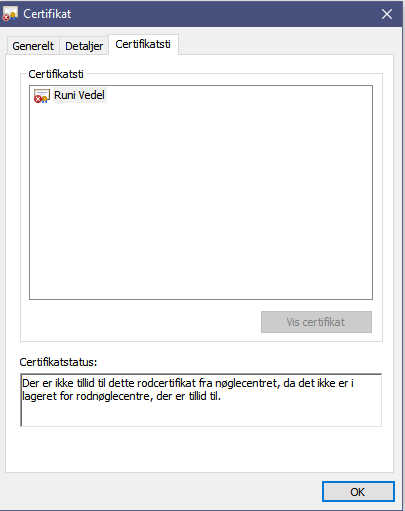 Certifikat
Generelt Detaljer Certifikatsti
Certifikatsti
Runi Vedel
Vis certifikat
Certifikatstatus:
Der er ikke tillid til dette rodcertifikat fra nøglecentret, da det ikke er i
lageret for rodnøglecentre, der er tillid til.
OK